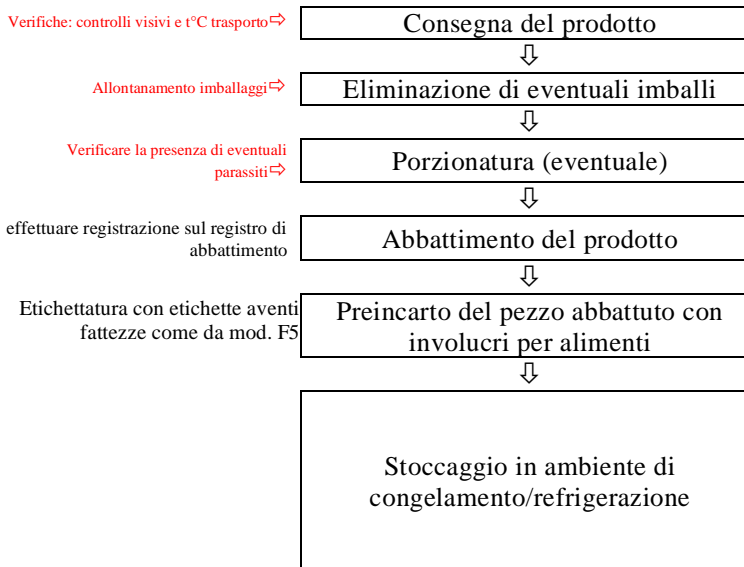 Verifiche: controlli visivi e t°C trasporto⇨
Consegna del prodotto
⇩
Allontanamento imballaggi⇨
Eliminazione di eventuali imballi
⇩
Verificare la presenza di eventuali
parassiti⇨
Porzionatura (eventuale)
⇩
effettuare registrazione sul registro di
abbattimento
Abbattimento del prodotto
⇩
Etichettatura con etichette aventi
fattezze come da mod. F5
Preincarto del pezzo abbattuto con
involucri per alimenti
⇩
Stoccaggio in ambiente di
congelamento/refrigerazione